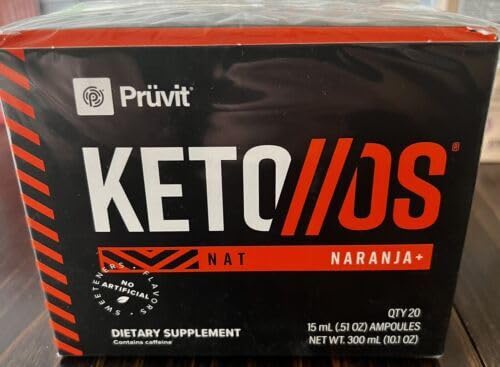 Prüvit®
KETO//OS®
NAT
NARANJA+
SWEETENERS • FLAVORS •
NO
ARTIFICIAL
QTY 20
15 mL (.51 OZ) AMPOULES
NET WT. 300 mL (10.1 OZ)
DIETARY SUPPLEMENT
Contains caffeine